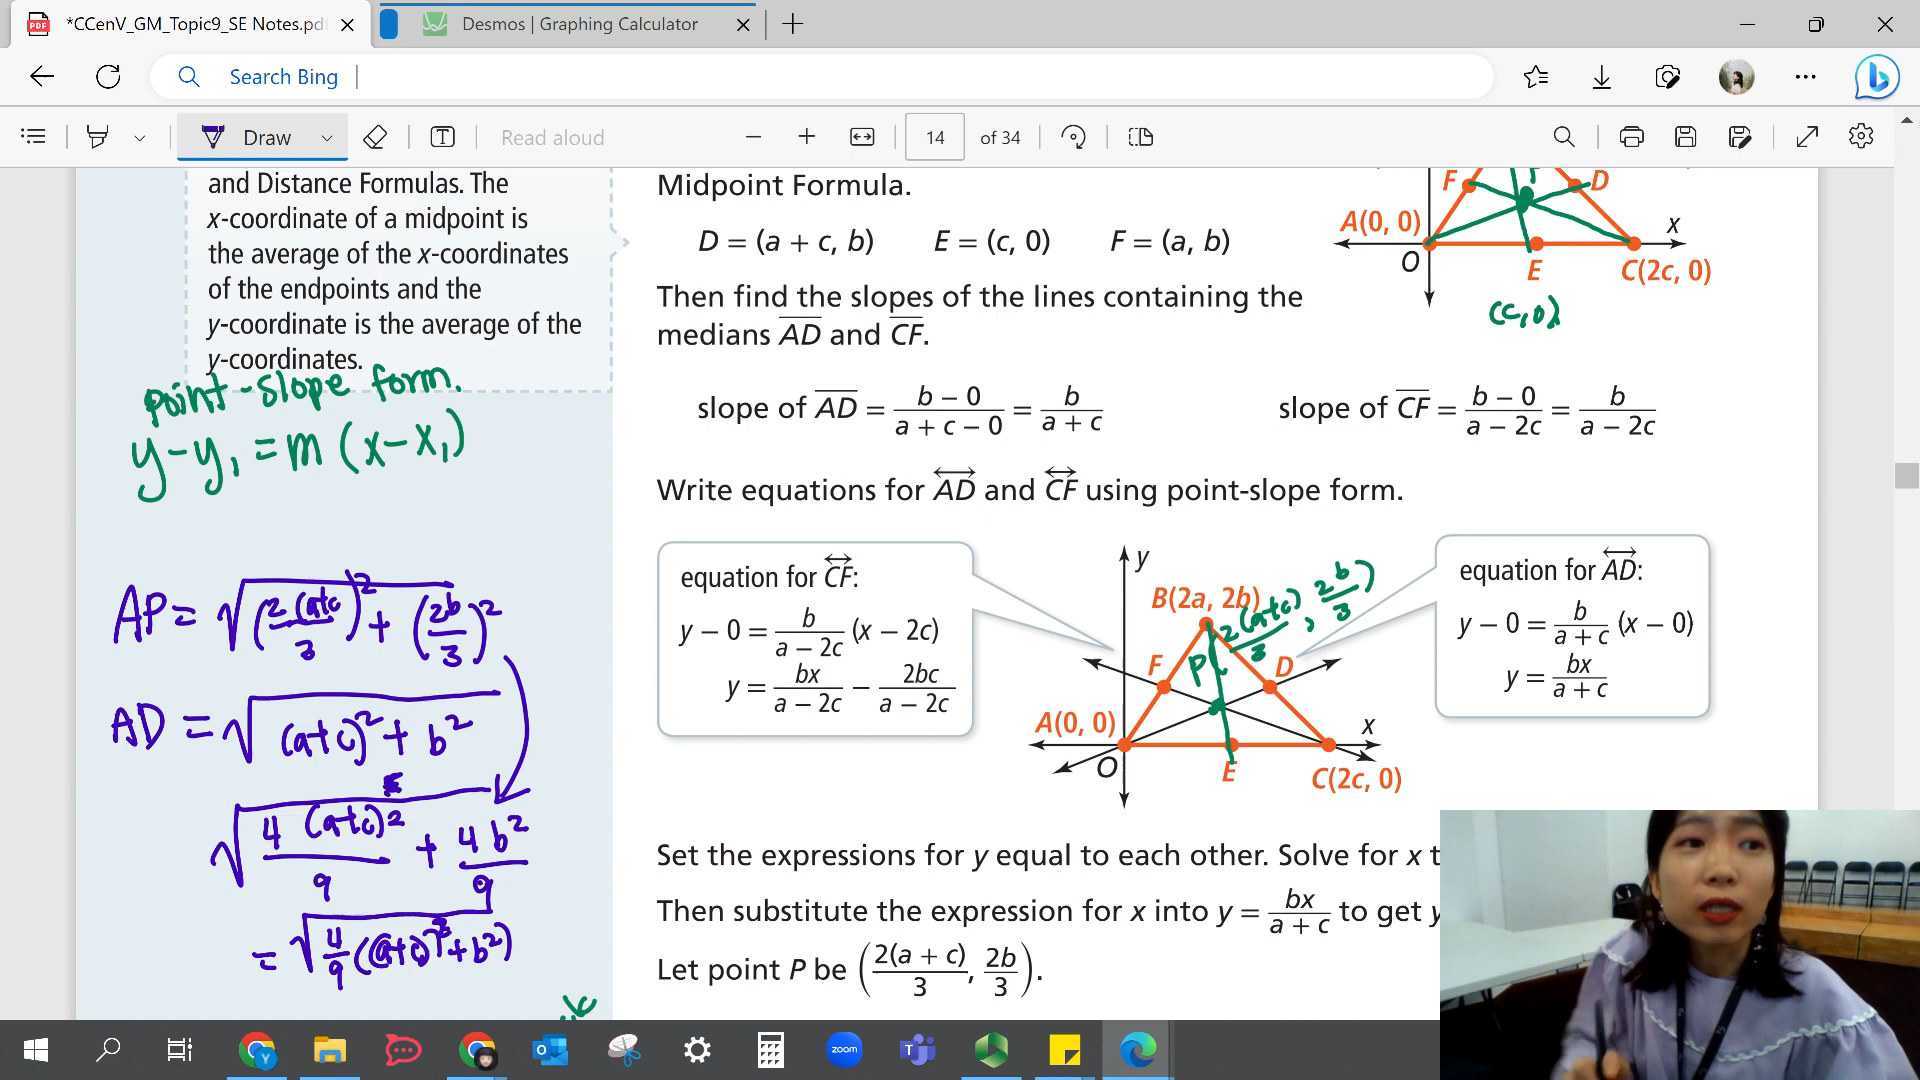 *CCenV_GM_Topic9_SE Notes.pdf
Desmos | Graphing Calculator
Search Bing
Draw
Read aloud
14
of 34
and Distance Formulas. The
x-coordinate of a midpoint is
the average of the x-coordinates
of the endpoints and the
y-coordinate is the average of the
y-coordinates.
point-slope form.
y-y₁ = m (x-x₁)
AP = √((2(a+c)/3)² + (2b/3)²)
AD = √((a+c)² + b²)
√(4(a+c)²/9 + 4b²/9)
= √(4/9((a+c)²+b²))
Midpoint Formula.
D = (a + c, b) E = (c, 0) F = (a, b)
Then find the slopes of the lines containing the
medians AD and CF.
slope of AD = (b − 0)/(a + c − 0) = b/(a + c)
slope of CF = (b − 0)/(a − 2c) = b/(a − 2c)
F
D
A(0, 0)
x
O
E
C(2c, 0)
(c,0)
Write equations for AD and CF using point-slope form.
equation for CF:
y − 0 = b/(a − 2c) (x − 2c)
y = bx/(a − 2c) − 2bc/(a − 2c)
y
B(2a, 2b)
P(2(a+c)/3, 2b/3)
F
D
A(0, 0)
x
O
E
C(2c, 0)
equation for AD:
y − 0 = b/(a + c) (x − 0)
y = bx/(a + c)
Set the expressions for y equal to each other. Solve for x t
Then substitute the expression for x into y = bx/(a + c) to get y
Let point P be (2(a + c)/3, 2b/3).
zoom